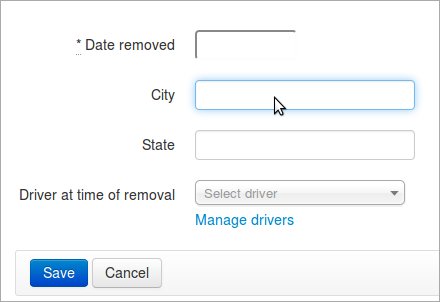 * Date removed
City
State
Driver at time of removal Select driver
Manage drivers
Save Cancel